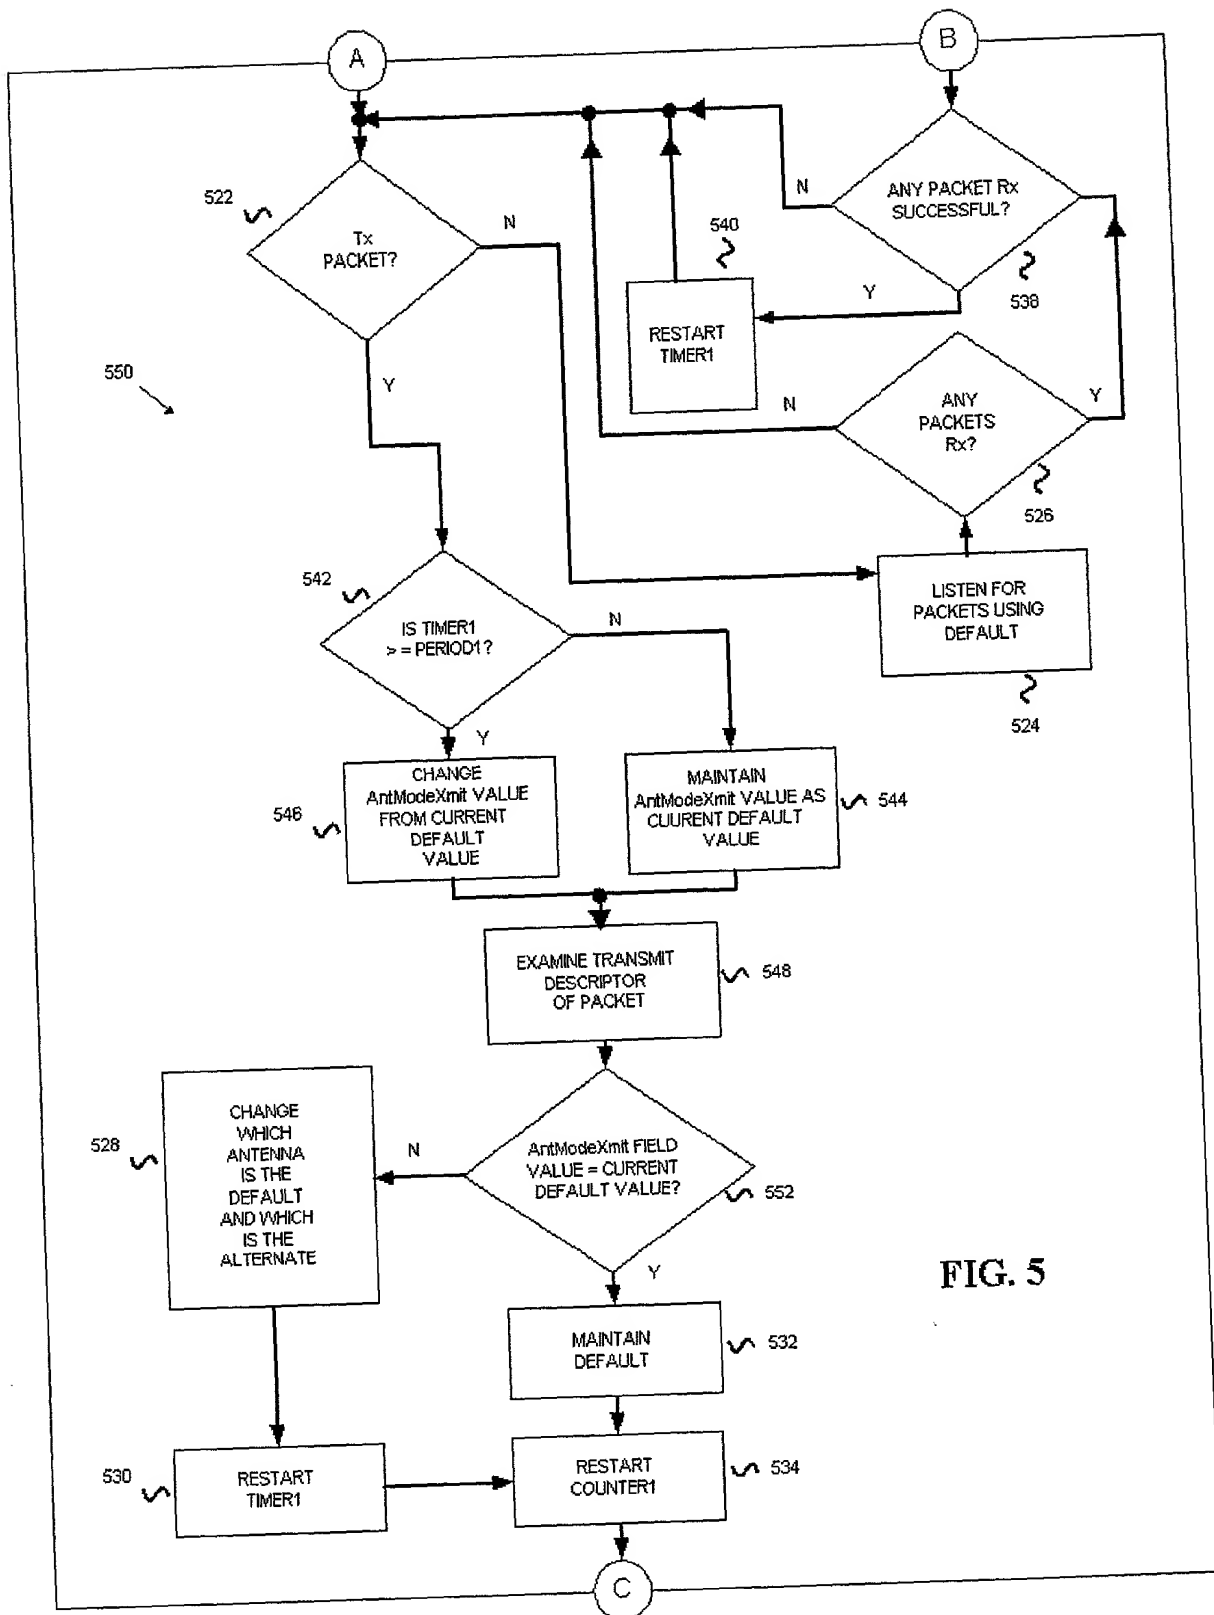 A
B
522
Tx
PACKET?
N
Y
550
ANY PACKET Rx
SUCCESSFUL?
N
538
Y
540
RESTART
TIMER1
ANY
PACKETS
Rx?
N
Y
526
LISTEN FOR
PACKETS USING
DEFAULT
524
542
IS TIMER1
> = PERIOD1?
N
Y
CHANGE
AntModeXmit VALUE
FROM CURRENT
DEFAULT
VALUE
546
MAINTAIN
AntModeXmit VALUE AS
CUURENT DEFAULT
VALUE
544
EXAMINE TRANSMIT
DESCRIPTOR
OF PACKET
548
AntModeXmit FIELD
VALUE = CURRENT
DEFAULT VALUE?
552
N
Y
528
CHANGE
WHICH
ANTENNA
IS THE
DEFAULT
AND WHICH
IS THE
ALTERNATE
MAINTAIN
DEFAULT
532
530
RESTART
TIMER1
RESTART
COUNTER1
534
C
FIG. 5